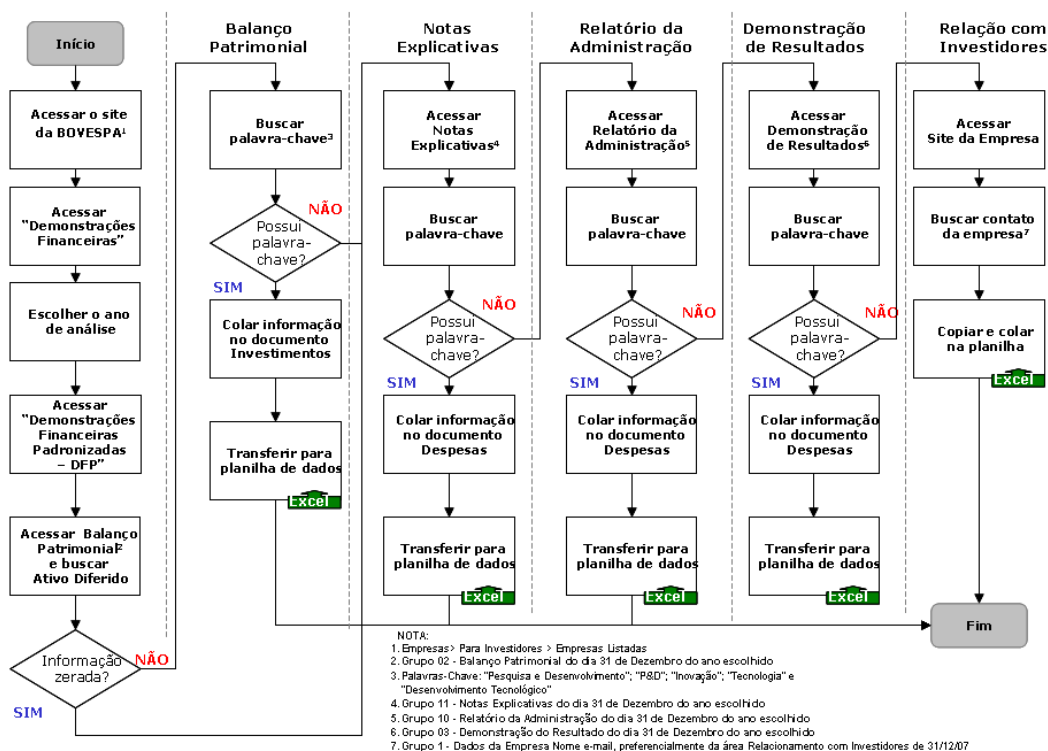 Início
Acessar o site
da BOVESPA¹
Acessar
"Demonstrações
Financeiras"
Escolher o ano
de análise
Acessar
"Demonstrações
Financeiras
Padronizadas
– DFP"
Acessar Balanço
Patrimonial²
e buscar
Ativo Diferido
Informação
zerada?
NÃO
SIM
Balanço
Patrimonial
Buscar
palavra-chave³
NÃO
Possui
palavra-
chave?
SIM
Colar informação
no documento
Investimentos
Transferir para
planilha de dados
Excel
Notas
Explicativas
Acessar
Notas
Explicativas⁴
Buscar
palavra-chave
NÃO
Possui
palavra-
chave?
SIM
Colar informação
no documento
Despesas
Transferir para
planilha de dados
Excel
Relatório da
Administração
Acessar
Relatório da
Administração⁵
Buscar
palavra-chave
NÃO
Possui
palavra-
chave?
SIM
Colar informação
no documento
Despesas
Transferir para
planilha de dados
Excel
Demonstração
de Resultados
Acessar
Demonstração
de Resultados⁶
Buscar
palavra-chave
NÃO
Possui
palavra-
chave?
SIM
Colar informação
no documento
Despesas
Transferir para
planilha de dados
Excel
Relação com
Investidores
Acessar
Site da Empresa
Buscar contato
da empresa⁷
Copiar e colar
na planilha
Excel
Fim
NOTA:
1. Empresas> Para Investidores > Empresas Listadas
2. Grupo 02 - Balanço Patrimonial do dia 31 de Dezembro do ano escolhido
3. Palavras-Chave: "Pesquisa e Desenvolvimento"; "P&D"; "Inovação"; "Tecnologia" e
"Desenvolvimento Tecnológico"
4. Grupo 11 - Notas Explicativas do dia 31 de Dezembro do ano escolhido
5. Grupo 10 - Relatório da Administração do dia 31 de Dezembro do ano escolhido
6. Grupo 03 - Demonstração do Resultado do dia 31 de Dezembro do ano escolhido
7. Grupo 1 - Dados da Empresa Nome e-mail, preferencialmente da área Relacionamento com Investidores de 31/12/07